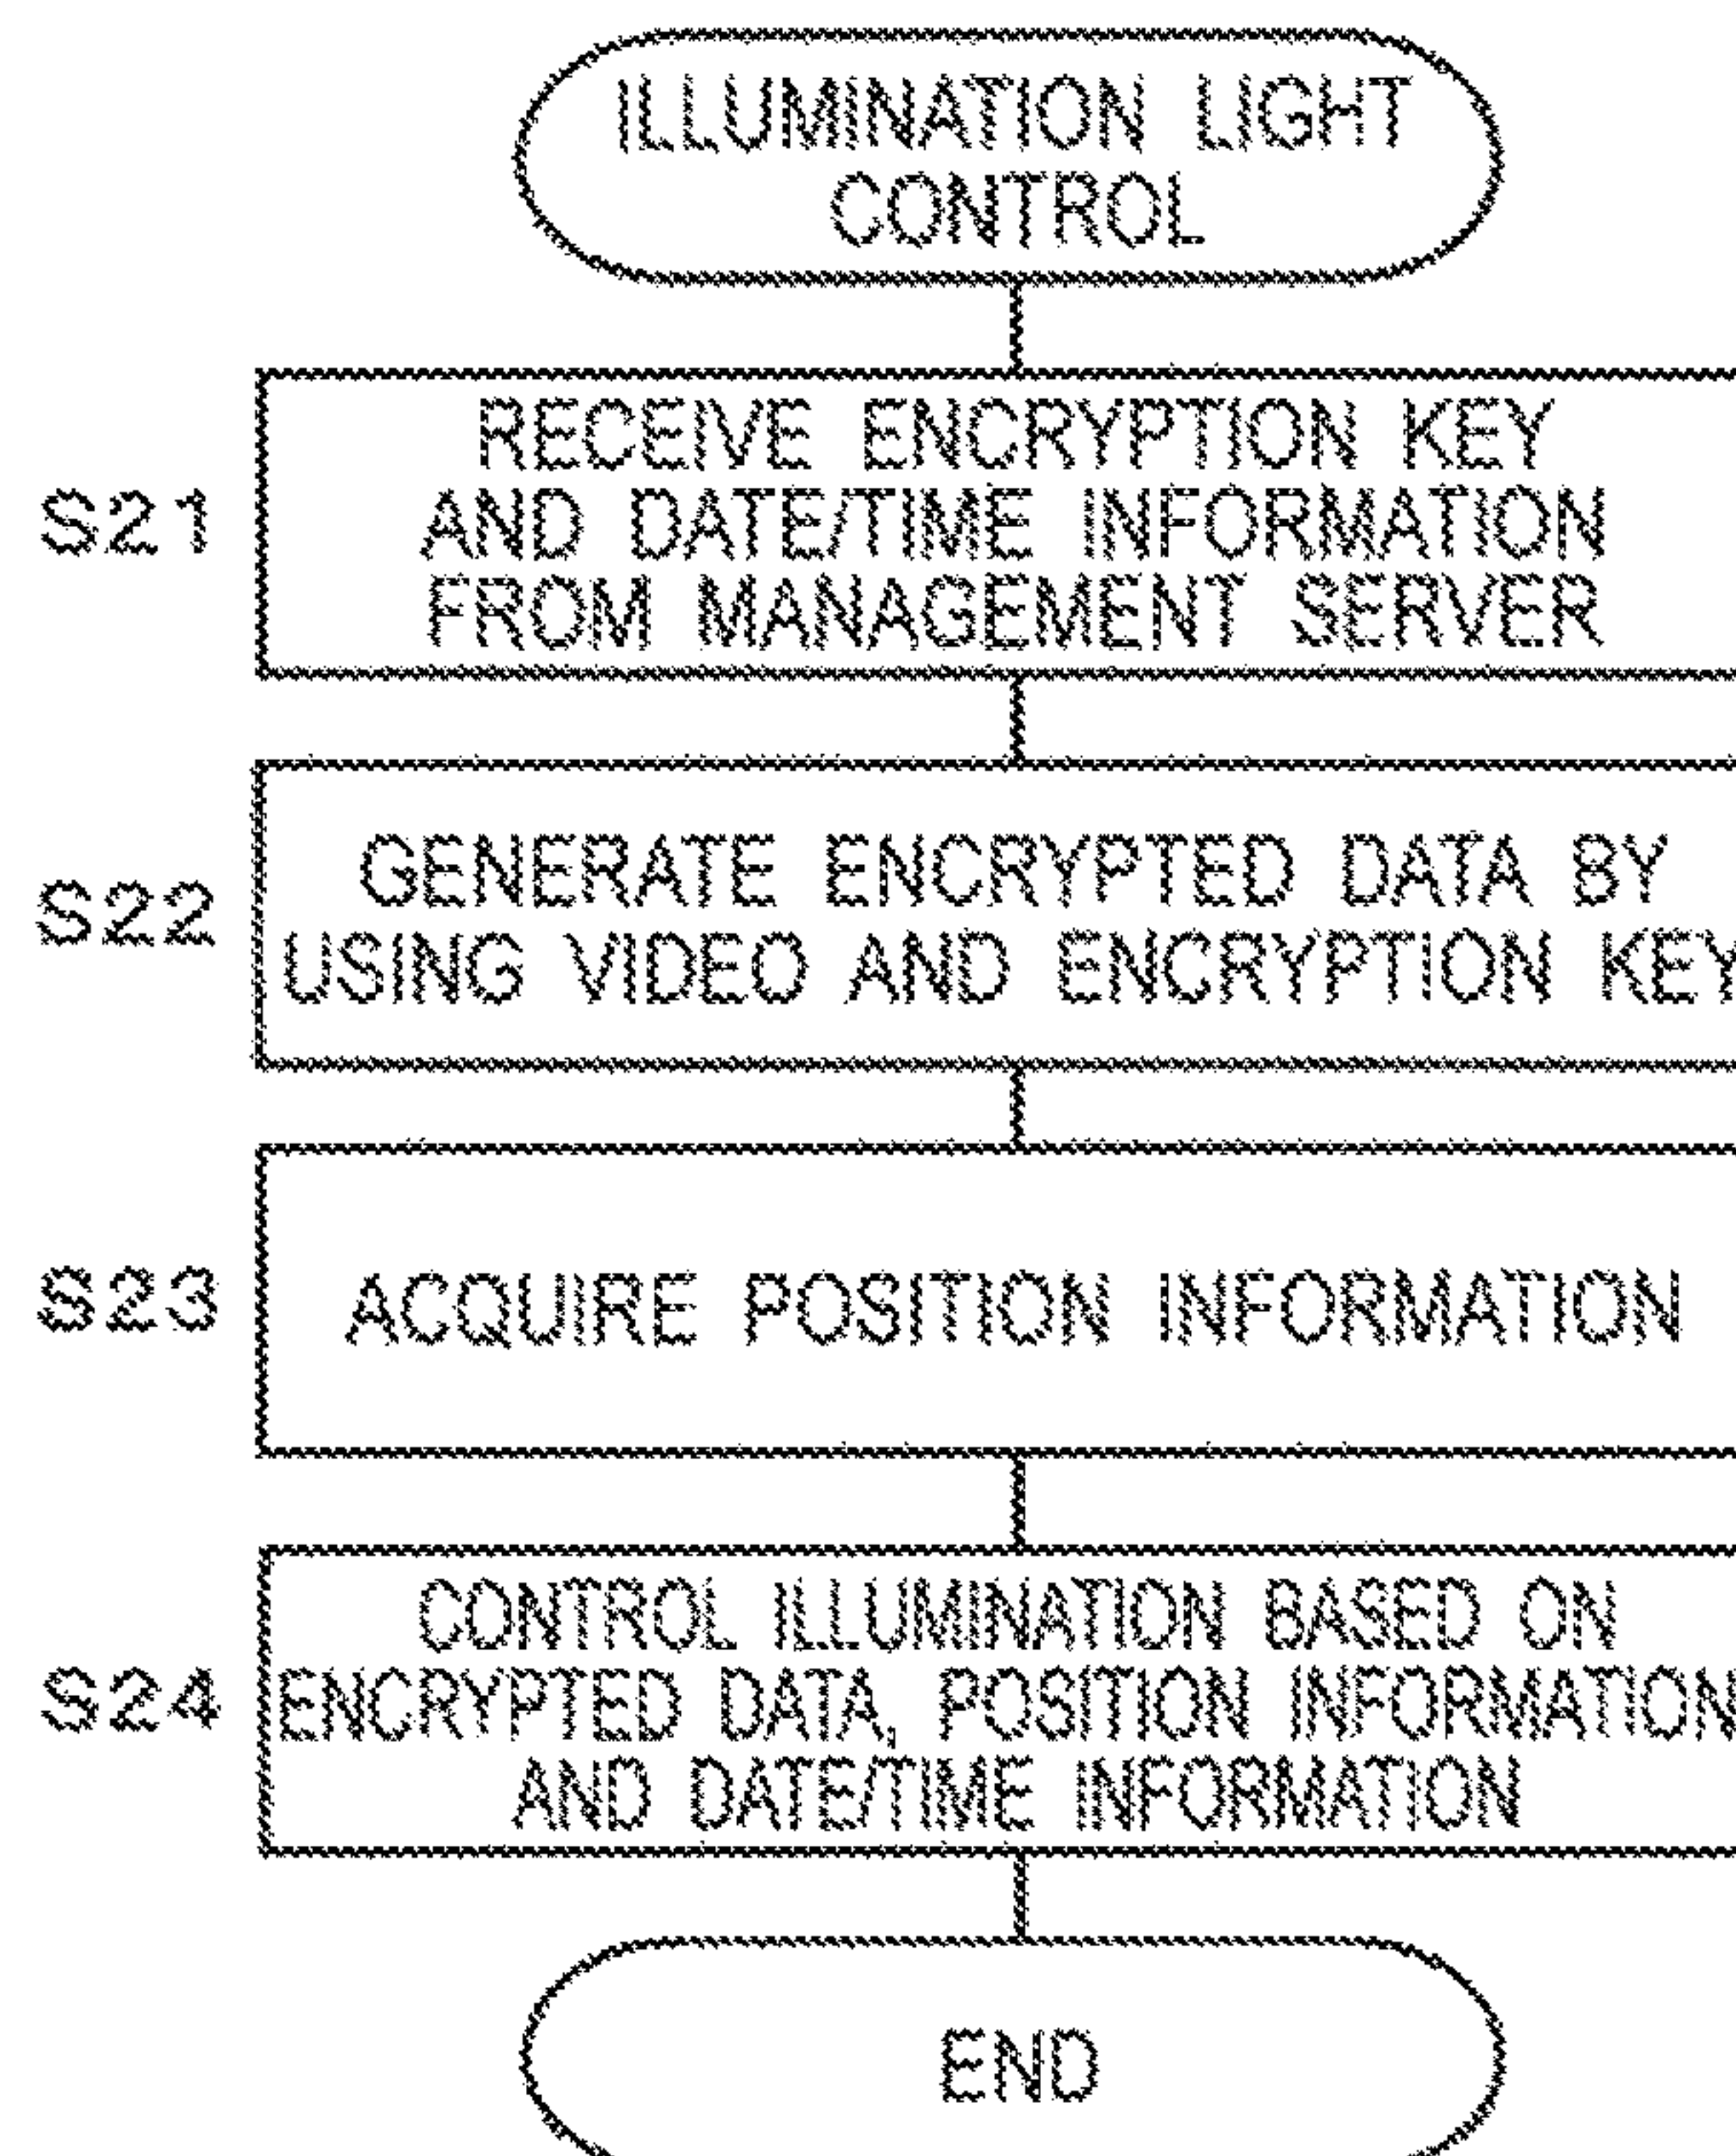 ILLUMINATION LIGHT
CONTROL
S21
RECEIVE ENCRYPTION KEY
AND DATE/TIME INFORMATION
FROM MANAGEMENT SERVER
S22
GENERATE ENCRYPTED DATA BY
USING VIDEO AND ENCRYPTION KEY
S23
ACQUIRE POSITION INFORMATION
S24
CONTROL ILLUMINATION BASED ON
ENCRYPTED DATA, POSITION INFORMATION
AND DATE/TIME INFORMATION
END